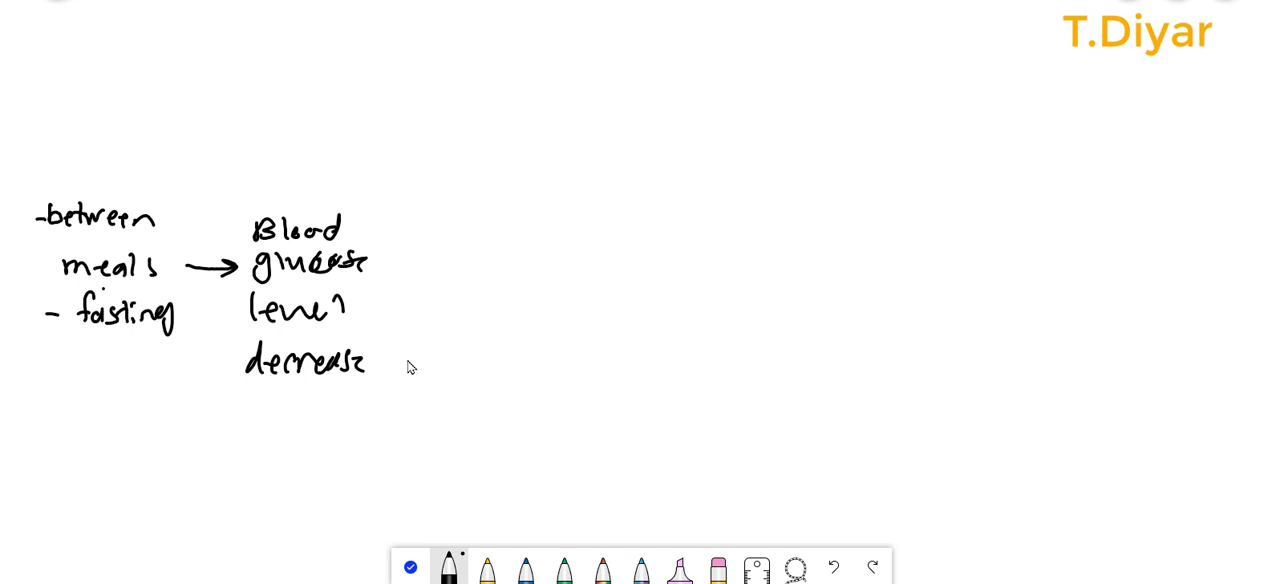 T.Diyar
-between
meals → Blood
- fasting glucose
level
decrease